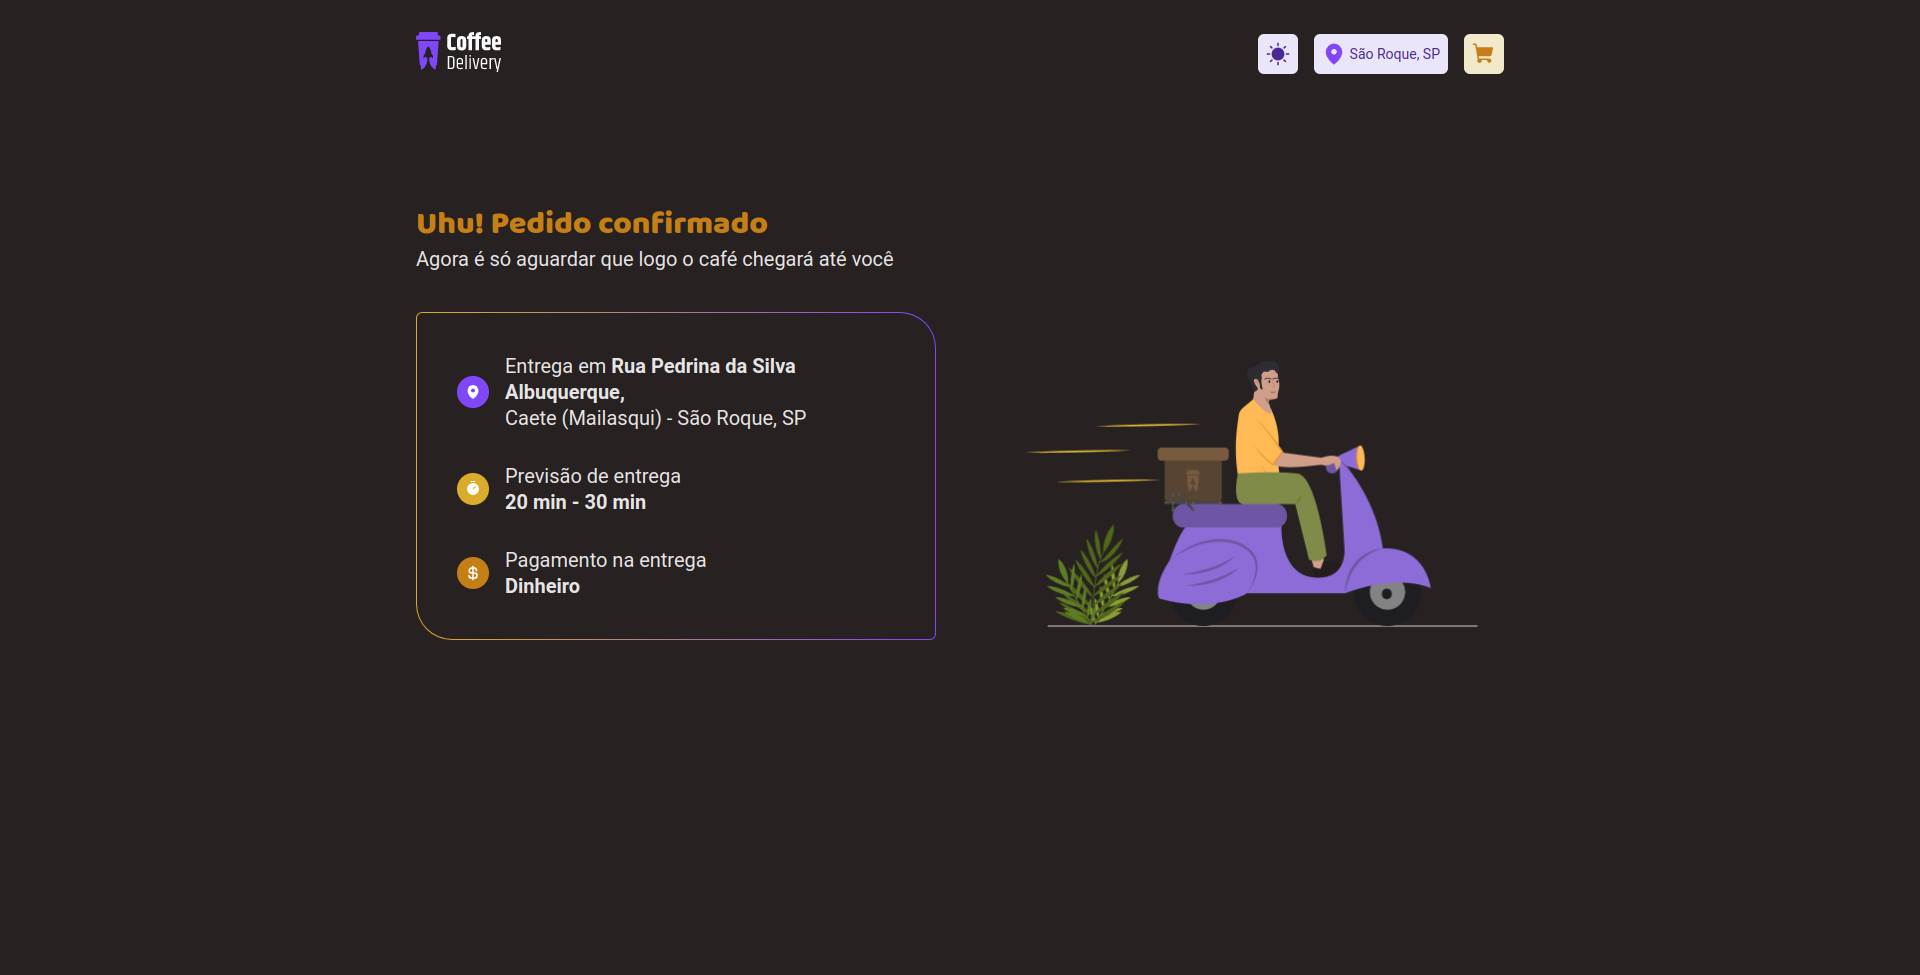 Coffee
Delivery
São Roque, SP
Uhu! Pedido confirmado
Agora é só aguardar que logo o café chegará até você
Entrega em Rua Pedrina da Silva
Albuquerque,
Caete (Mailasqui) - São Roque, SP
Previsão de entrega
20 min - 30 min
Pagamento na entrega
Dinheiro